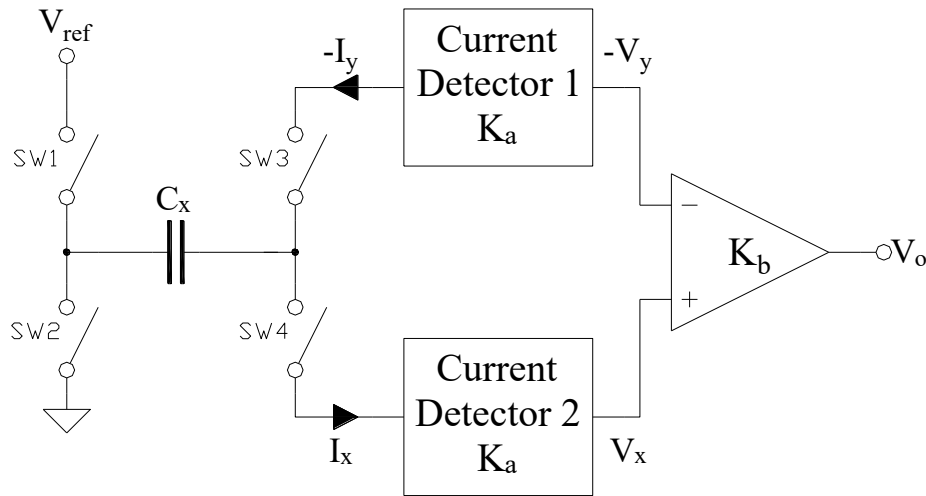 V_ref
-I_y
Current
Detector 1
K_a
-V_y
SW1
SW3
C_x
−
K_b
V_o
+
SW2
SW4
Current
Detector 2
K_a
I_x
V_x